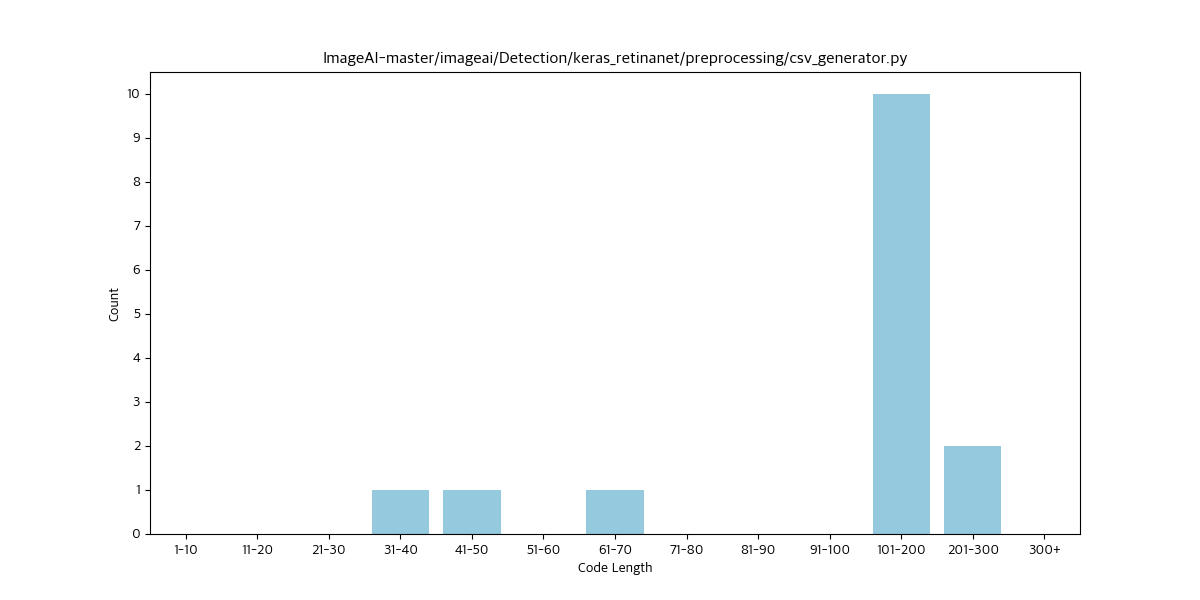 ImageAI-master/imageai/Detection/keras_retinanet/preprocessing/csv_generator.py
10
9
8
7
6
5
4
3
2
1
0
Count
1-10 11-20 21-30 31-40 41-50 51-60 61-70 71-80 81-90 91-100 101-200 201-300 300+
Code Length